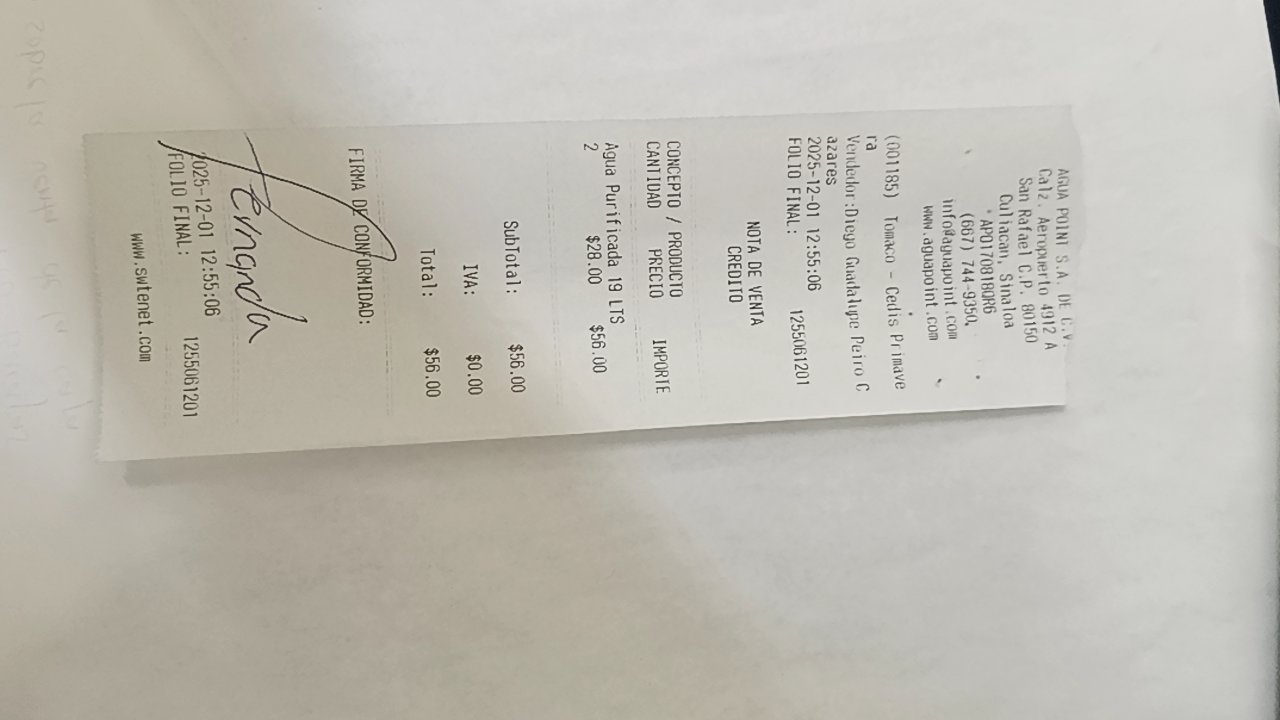 AGUA POINT S.A. DE C.V.
Calz. Aeropuerto 4912 A
San Rafael C.P. 80150
Culiacan, Sinaloa
APO170818DR6
(667) 744-9350,
info@aguapoint.com
www.aguapoint.com
(001185) Tomaco - Cedis Primave
ra
Vendedor:Diego Guadalupe Peiro C
azares
2025-12-01 12:55:06
FOLIO FINAL: 1255061201
NOTA DE VENTA
CREDITO
CONCEPTO / PRODUCTO
CANTIDAD PRECIO IMPORTE
Agua Purificada 19 LTS
2 $28.00 $56.00
SubTotal: $56.00
IVA: $0.00
Total: $56.00
FIRMA DE CONFORMIDAD:
Fernanda
2025-12-01 12:55:06
FOLIO FINAL: 1255061201
www.swtenet.com